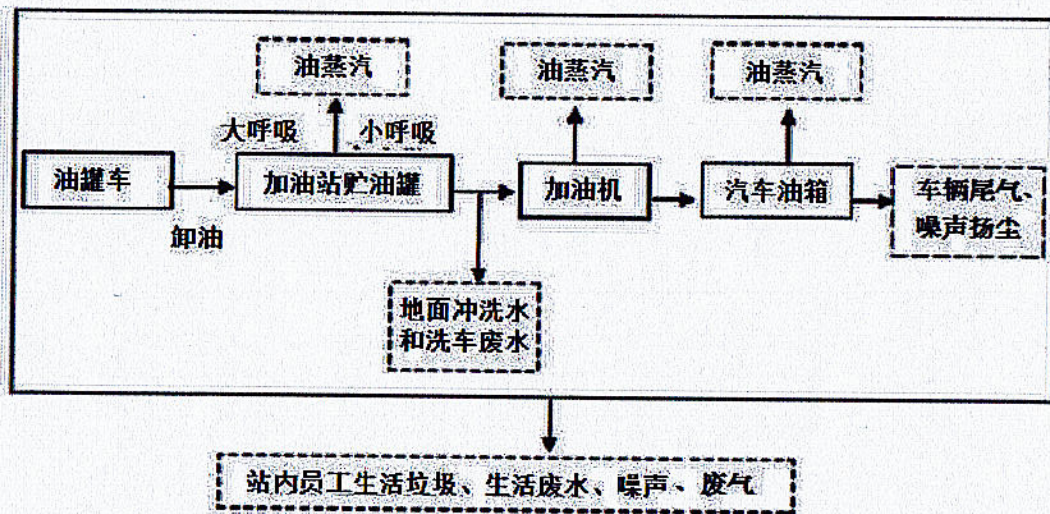 油蒸汽
油蒸汽
油蒸汽
大呼吸
小呼吸
油罐车
加油站贮油罐
加油机
汽车油箱
车辆尾气、
噪声扬尘
卸油
地面冲洗水
和洗车废水
站内员工生活垃圾、生活废水、噪声、废气